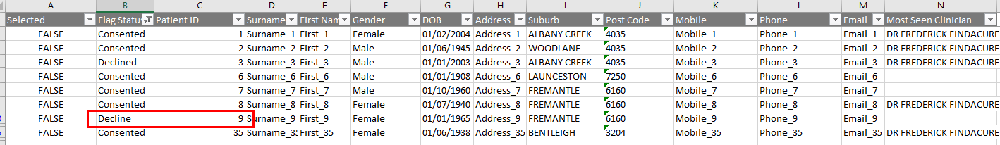 A B C D E F G H I J K L M N
Selected Flag Statu Patient ID Surname First Nam Gender DOB Address Suburb Post Code Mobile Phone Email Most Seen Clinician
FALSE Consented 1 Surname_1 First_1 Female 01/02/2004 Address_1 ALBANY CREEK 4035 Mobile_1 Phone_1 Email_1 DR FREDERICK FINDACURE
FALSE Consented 2 Surname_2 First_2 Male 01/06/1945 Address_2 WOODLANE 4035 Mobile_2 Phone_2 Email_2 DR FREDERICK FINDACURE
FALSE Declined 3 Surname_3 First_3 Male 01/01/2003 Address_3 ALBANY CREEK 4035 Mobile_3 Phone_3 Email_3 DR FREDERICK FINDACURE
FALSE Consented 6 Surname_6 First_6 Male 01/01/1908 Address_6 LAUNCESTON 7250 Mobile_6 Phone_6 Email_6
FALSE Consented 7 Surname_7 First_7 Male 01/10/1960 Address_7 FREMANTLE 6160 Mobile_7 Phone_7 Email_7
FALSE Consented 8 Surname_8 First_8 Female 01/07/1940 Address_8 FREMANTLE 6160 Mobile_8 Phone_8 Email_8 DR FREDERICK FINDACURE
FALSE Decline 9 Surname_9 First_9 Female 01/01/1965 Address_9 FREMANTLE 6160 Mobile_9 Phone_9 Email_9
FALSE Consented 35 Surname_35 First_35 Female 01/06/1938 Address_35 BENTLEIGH 3204 Mobile_35 Phone_35 Email_35 DR FREDERICK FINDACURE